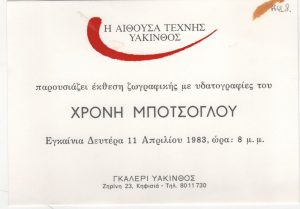 Η ΑΙΘΟΥΣΑ ΤΕΧΝΗΣ
ΥΑΚΙΝΘΟΣ
παρουσιάζει έκθεση ζωγραφικής με υδατογραφίες του
ΧΡΟΝΗ ΜΠΟΤΣΟΓΛΟΥ
Εγκαίνια Δευτέρα 11 Απριλίου 1983, ώρα: 8 μ.μ.
ΓΚΑΛΕΡΙ ΥΑΚΙΝΘΟΣ
Ζηρίνη 23, Κηφισιά - Τηλ. 8011730